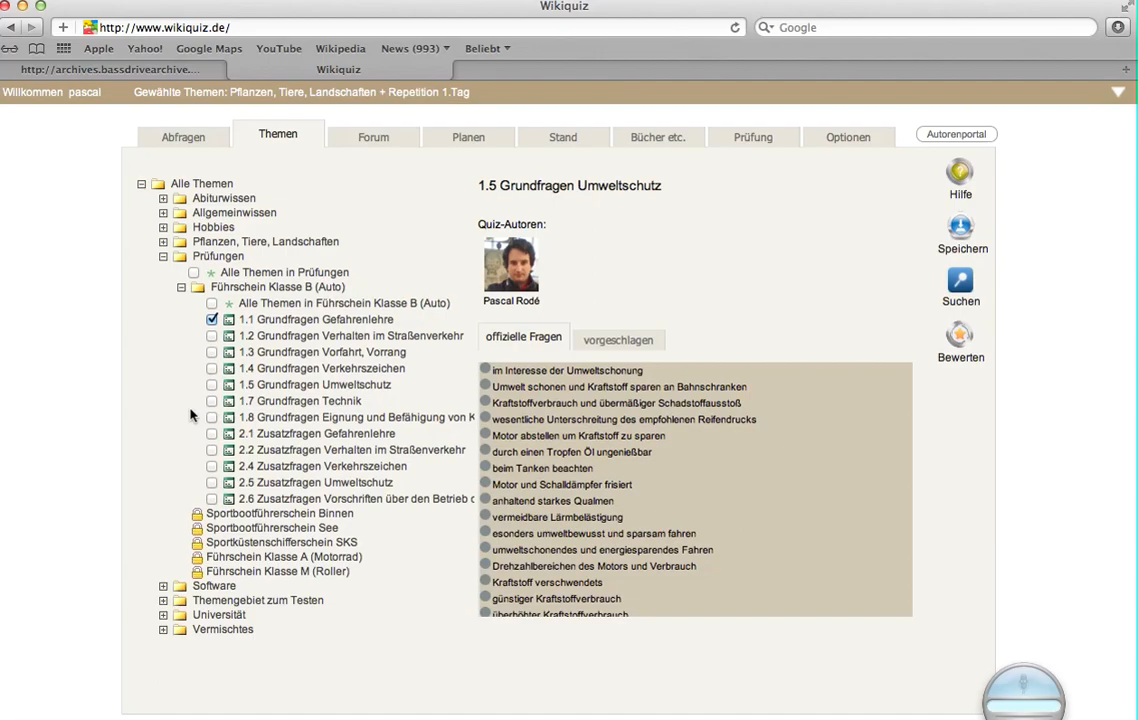 Wikiquiz
http://www.wikiquiz.de/
Google
Apple Yahoo! Google Maps YouTube Wikipedia News (993) Beliebt
http://archives.bassdrivearchive.... Wikiquiz
Willkommen pascal Gewählte Themen: Pflanzen, Tiere, Landschaften + Repetition 1.Tag
Abfragen Themen Forum Planen Stand Bücher etc. Prüfung Optionen Autorenportal
Alle Themen
Abiturwissen
Allgemeinwissen
Hobbies
Pflanzen, Tiere, Landschaften
Prüfungen
* Alle Themen in Prüfungen
Führschein Klasse B (Auto)
* Alle Themen in Führschein Klasse B (Auto)
1.1 Grundfragen Gefahrenlehre
1.2 Grundfragen Verhalten im Straßenverkehr
1.3 Grundfragen Vorfahrt, Vorrang
1.4 Grundfragen Verkehrszeichen
1.5 Grundfragen Umweltschutz
1.7 Grundfragen Technik
1.8 Grundfragen Eignung und Befähigung von K
2.1 Zusatzfragen Gefahrenlehre
2.2 Zusatzfragen Verhalten im Straßenverkehr
2.4 Zusatzfragen Verkehrszeichen
2.5 Zusatzfragen Umweltschutz
2.6 Zusatzfragen Vorschriften über den Betrieb
Sportbootführerschein Binnen
Sportbootführerschein See
Sportküstenschifferschein SKS
Führschein Klasse A (Motorrad)
Führschein Klasse M (Roller)
Software
Themengebiet zum Testen
Universität
Vermischtes
1.5 Grundfragen Umweltschutz
Quiz-Autoren:
Pascal Rodé
offizielle Fragen vorgeschlagen
im Interesse der Umweltschonung
Umwelt schonen und Kraftstoff sparen an Bahnschranken
Kraftstoffverbrauch und übermäßiger Schadstoffausstoß
wesentliche Unterschreitung des empfohlenen Reifendrucks
Motor abstellen um Kraftstoff zu sparen
durch einen Tropfen Öl ungenießbar
beim Tanken beachten
Motor und Schalldämpfer frisiert
anhaltend starkes Qualmen
vermeidbare Lärmbelästigung
esonders umweltbewusst und sparsam fahren
umweltschonendes und energiesparendes Fahren
Drehzahlbereichen des Motors und Verbrauch
Kraftstoff verschwendets
günstiger Kraftstoffverbrauch
überhöhter Kraftstoffverbrauch
Hilfe
Speichern
Suchen
Bewerten